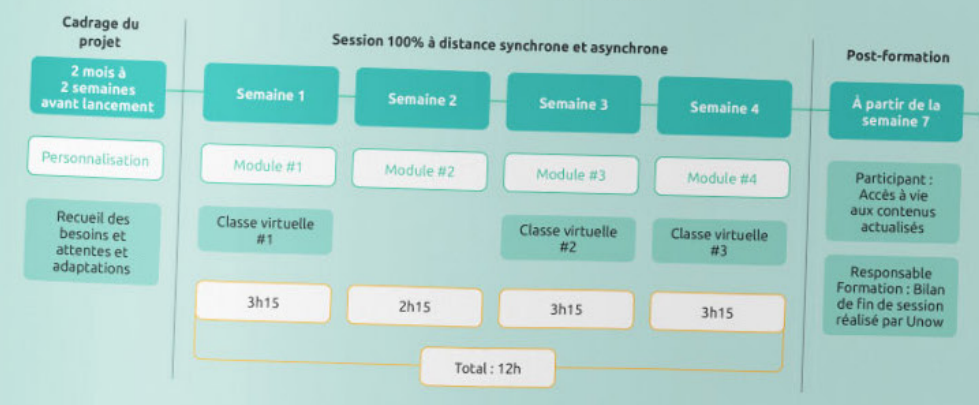 Cadrage du
projet
Session 100% à distance synchrone et asynchrone
Post-formation
2 mois à
2 semaines
avant lancement
Semaine 1
Semaine 2
Semaine 3
Semaine 4
À partir de la
semaine 7
Personnalisation
Module #1
Module #2
Module #3
Module #4
Participant :
Accès à vie
aux contenus
actualisés
Recueil des
besoins et
attentes et
adaptations
Classe virtuelle
#1
Classe virtuelle
#2
Classe virtuelle
#3
Responsable
Formation : Bilan
de fin de session
réalisé par Unow
3h15
2h15
3h15
3h15
Total : 12h